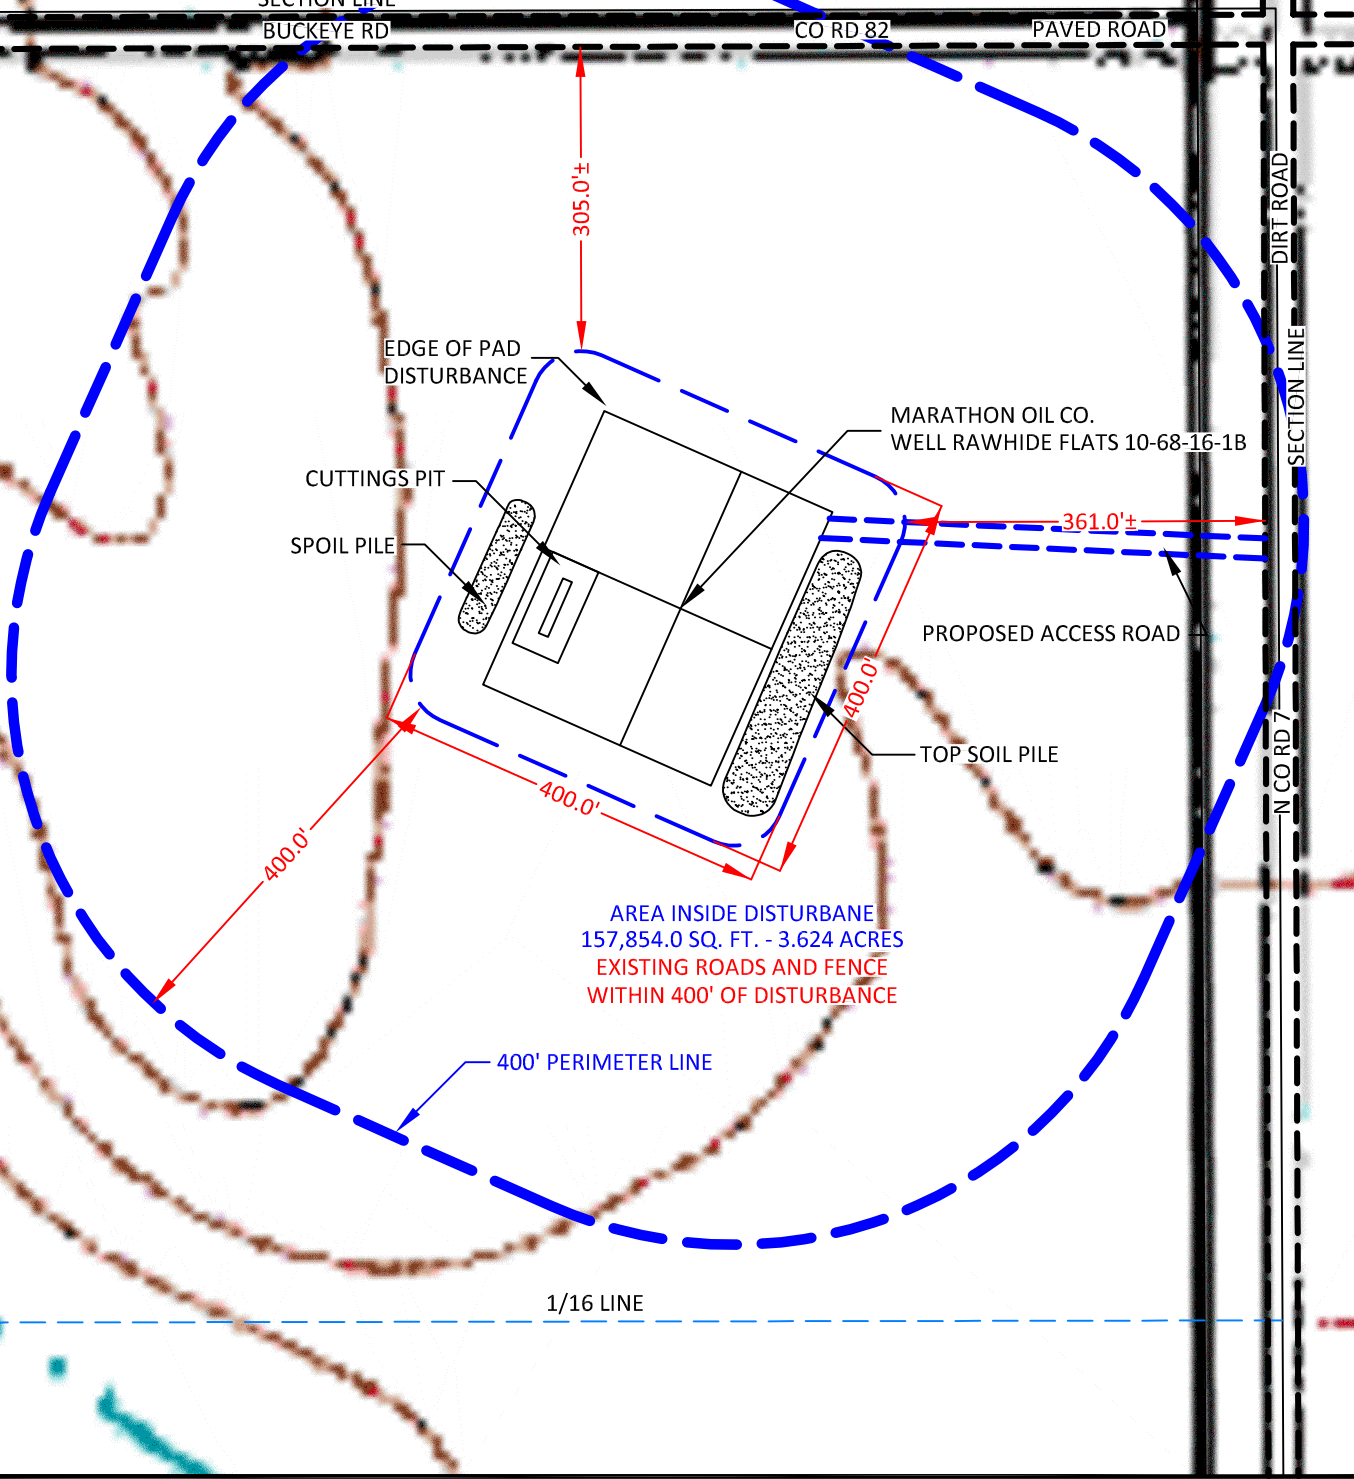 SECTION LINE
BUCKEYE RD
CO RD 82
PAVED ROAD
DIRT ROAD
305.0'±
SECTION LINE
EDGE OF PAD
DISTURBANCE
MARATHON OIL CO.
WELL RAWHIDE FLATS 10-68-16-1B
CUTTINGS PIT
361.0'±
SPOIL PILE
PROPOSED ACCESS ROAD
400.0'
TOP SOIL PILE
N CO RD 7
400.0'
400.0'
AREA INSIDE DISTURBANE
157,854.0 SQ. FT. - 3.624 ACRES
EXISTING ROADS AND FENCE
WITHIN 400' OF DISTURBANCE
400' PERIMETER LINE
1/16 LINE